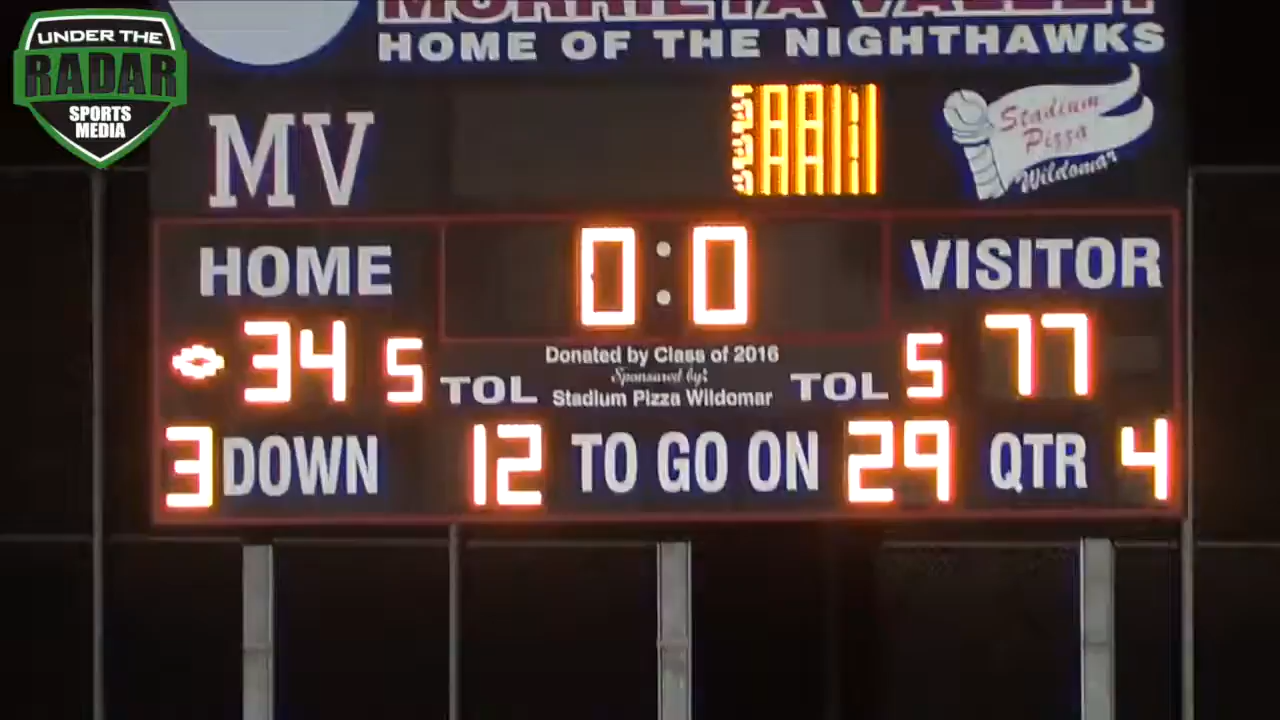 UNDER THE
RADAR
SPORTS
MEDIA
MURRIETA VALLEY
HOME OF THE NIGHTHAWKS
MV
Stadium
Pizza
Wildomar
HOME
0:0
VISITOR
34 5 TOL
Donated by Class of 2016
Sponsored by:
Stadium Pizza Wildomar
TOL 5 77
3 DOWN 12 TO GO ON 29 QTR 4